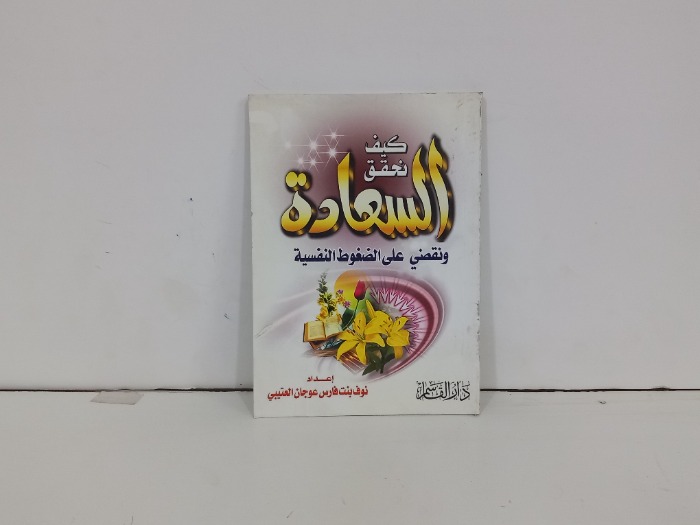 كيف
نحقق
السعادة
ونقضي على الضغوط النفسية
إعداد
نوف بنت فارس عوجان العتيبي
دار القاسم